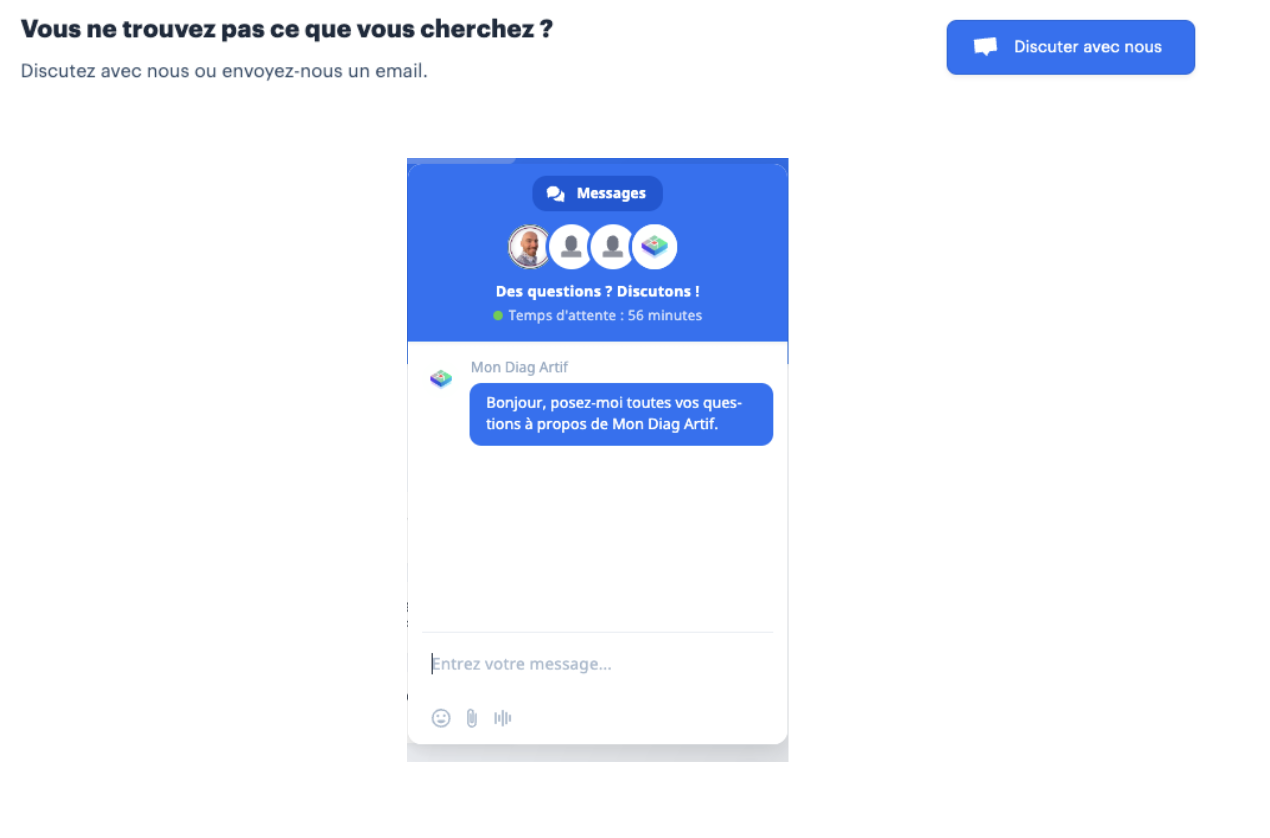 Vous ne trouvez pas ce que vous cherchez ?
Discutez avec nous ou envoyez-nous un email.
Discuter avec nous
Messages
Des questions ? Discutons !
Temps d'attente : 56 minutes
Mon Diag Artif
Bonjour, posez-moi toutes vos ques-
tions à propos de Mon Diag Artif.
Entrez votre message...